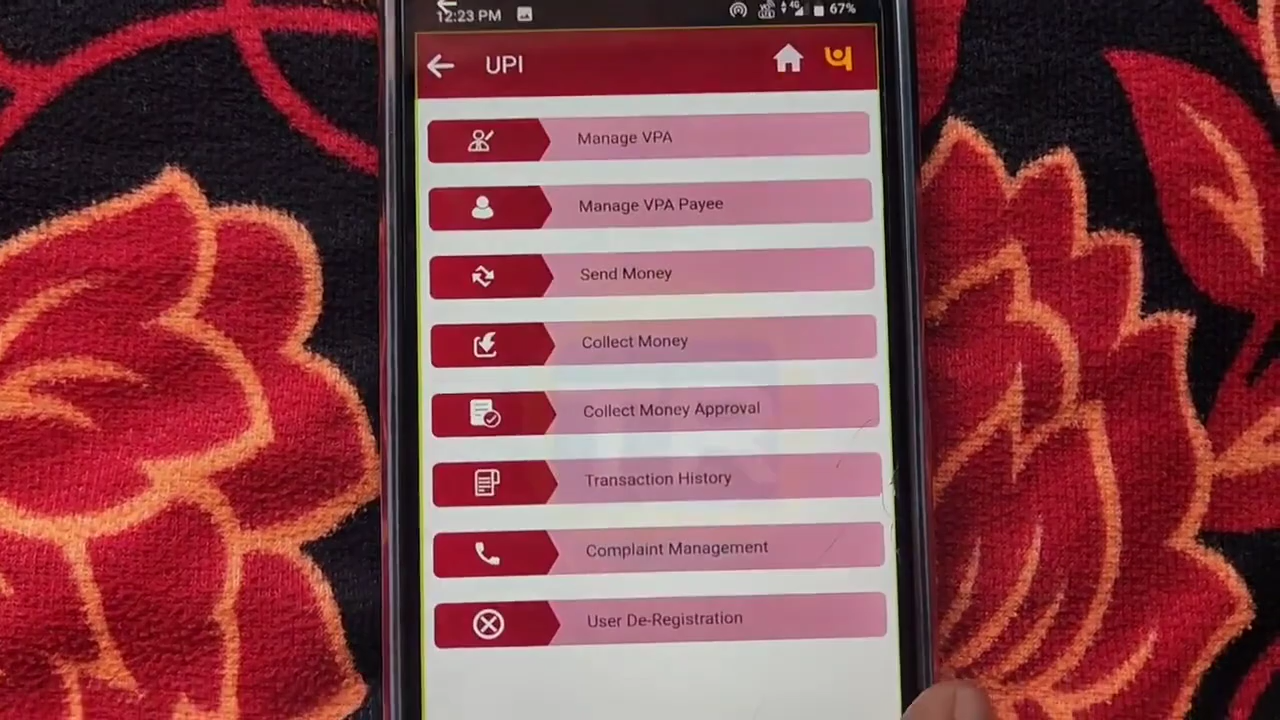 12:23 PM 4G 67%
UPI
Manage VPA
Manage VPA Payee
Send Money
Collect Money
Collect Money Approval
Transaction History
Complaint Management
User De-Registration